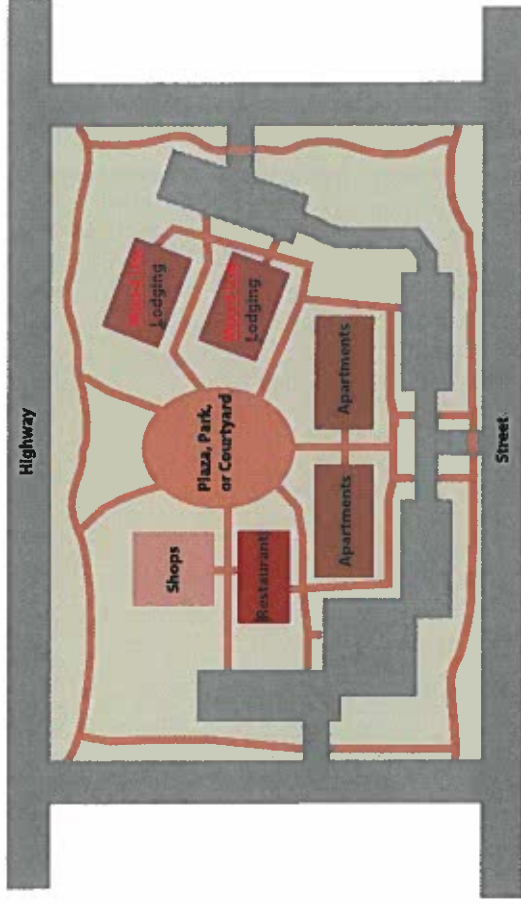 Highway
Lodging
Lodging
Plaza, Park,
or Courtyard
Shops
Restaurant
Apartments
Apartments
Street